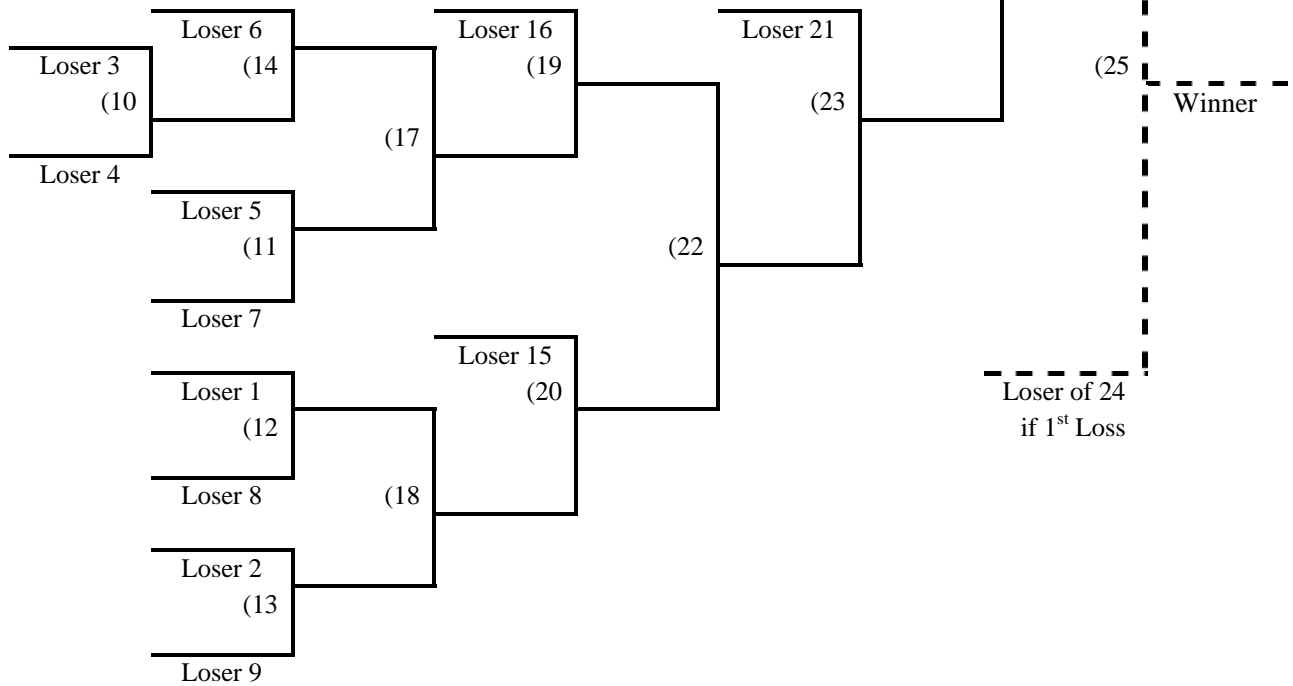 Loser 6
Loser 16
Loser 21
Loser 3
(14
(19
(25
(10
(23
Winner
(17
Loser 4
Loser 5
(11
(22
Loser 7
Loser 15
Loser 1
(20
Loser of 24
(12
if 1st Loss
Loser 8
(18
Loser 2
(13
Loser 9